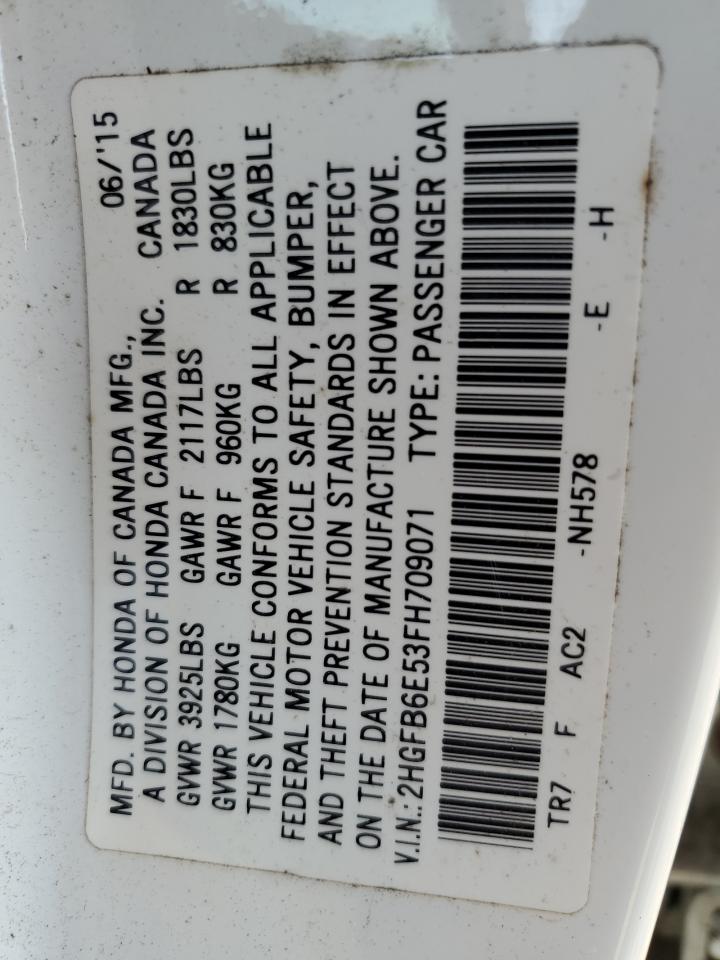 MFD. BY HONDA OF CANADA MFG., 06/'15
A DIVISION OF HONDA CANADA INC. CANADA
GVWR 3925LBS GAWR F 2117LBS R 1830LBS
GVWR 1780KG GAWR F 960KG R 830KG
THIS VEHICLE CONFORMS TO ALL APPLICABLE
FEDERAL MOTOR VEHICLE SAFETY, BUMPER,
AND THEFT PREVENTION STANDARDS IN EFFECT
ON THE DATE OF MANUFACTURE SHOWN ABOVE.
V.I.N.:2HGFB6E53FH709071 TYPE:PASSENGER CAR
TR7 F AC2 -NH578 -E -H